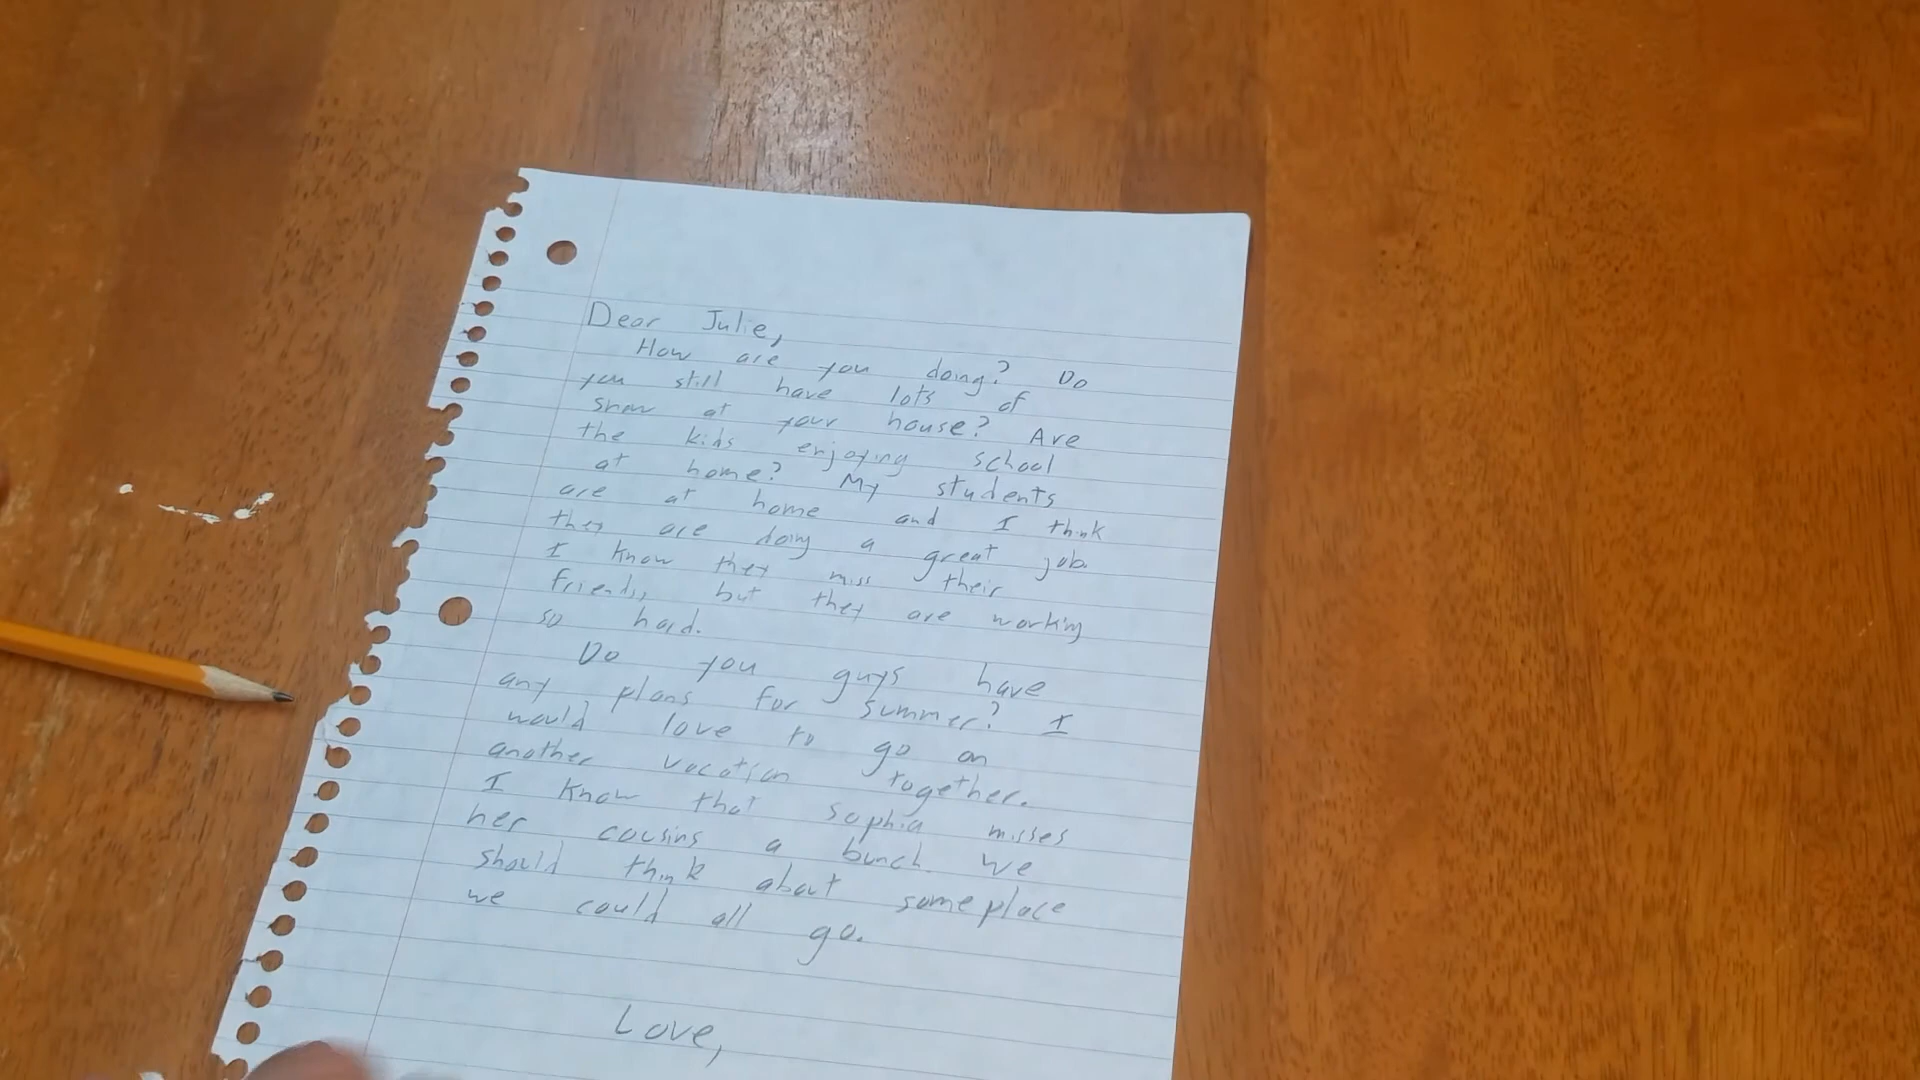 Dear Julie,
How are you doing? Do
you still have lots of
snow at your house? Are
the kids enjoying school
at home? My students
are at home and I think
they are doing a great job.
I know they miss their
friends, but they are working
so hard.
Do you guys have
any plans for summer? I
would love to go on
another vacation together.
I know that Sophia misses
her cousins a bunch. We
should think about someplace
we could all go.
Love,